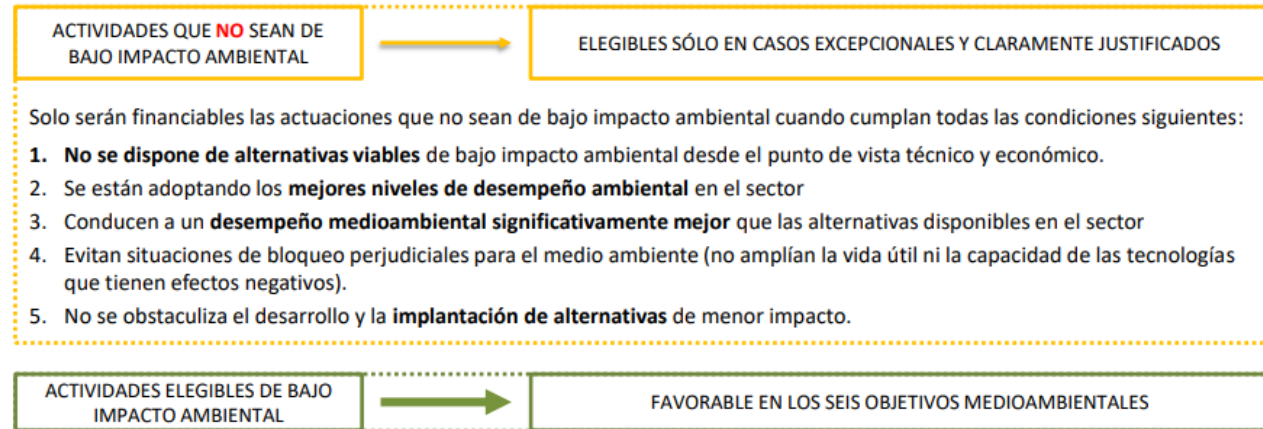 ACTIVIDADES QUE NO SEAN DE
BAJO IMPACTO AMBIENTAL
ELEGIBLES SÓLO EN CASOS EXCEPCIONALES Y CLARAMENTE JUSTIFICADOS
Solo serán financiables las actuaciones que no sean de bajo impacto ambiental cuando cumplan todas las condiciones siguientes:
1. No se dispone de alternativas viables de bajo impacto ambiental desde el punto de vista técnico y económico.
2. Se están adoptando los mejores niveles de desempeño ambiental en el sector
3. Conducen a un desempeño medioambiental significativamente mejor que las alternativas disponibles en el sector
4. Evitan situaciones de bloqueo perjudiciales para el medio ambiente (no amplían la vida útil ni la capacidad de las tecnologías
que tienen efectos negativos).
5. No se obstaculiza el desarrollo y la implantación de alternativas de menor impacto.
ACTIVIDADES ELEGIBLES DE BAJO
IMPACTO AMBIENTAL
FAVORABLE EN LOS SEIS OBJETIVOS MEDIOAMBIENTALES